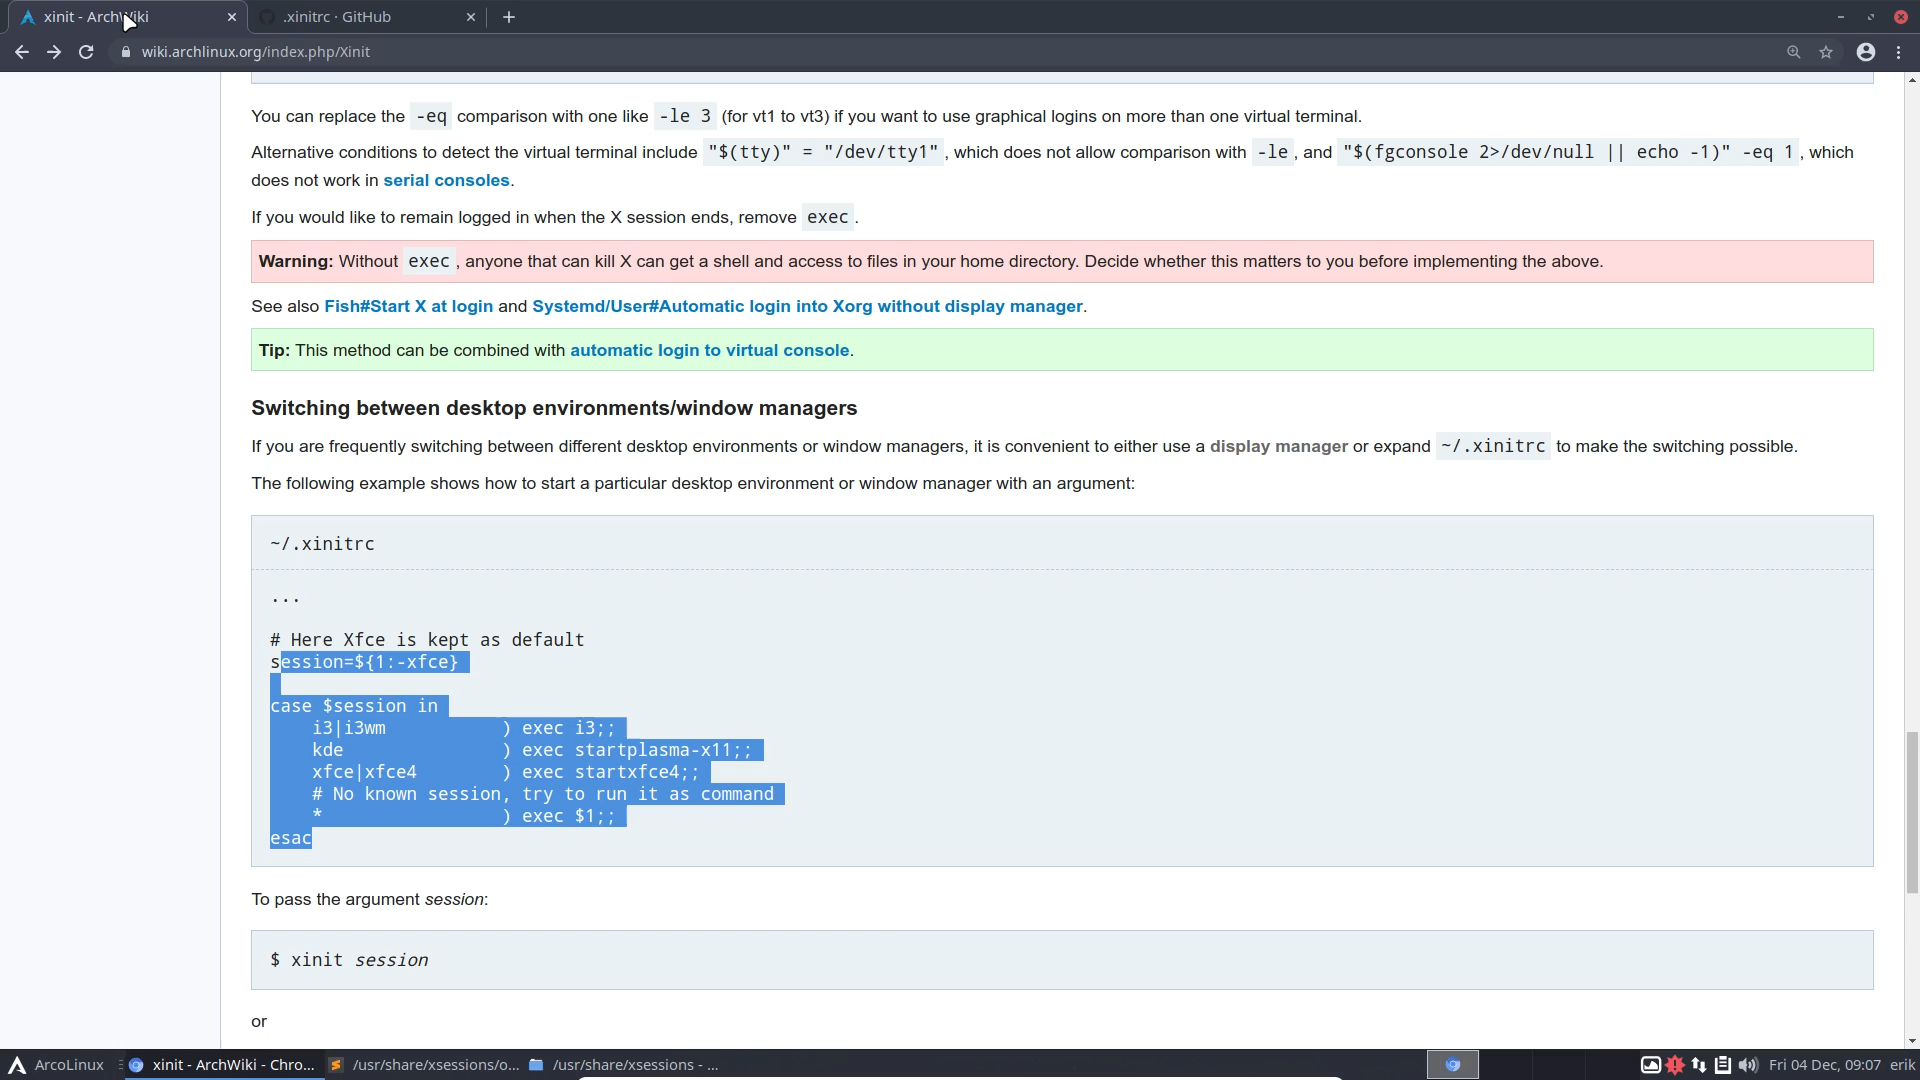 xinit - ArchWiki
.xinitrc · GitHub
wiki.archlinux.org/index.php/Xinit
You can replace the -eq comparison with one like -le 3 (for vt1 to vt3) if you want to use graphical logins on more than one virtual terminal.
Alternative conditions to detect the virtual terminal include "$(tty)" = "/dev/tty1", which does not allow comparison with -le, and "$(fgconsole 2>/dev/null || echo -1)" -eq 1, which
does not work in serial consoles.
If you would like to remain logged in when the X session ends, remove exec.
Warning: Without exec, anyone that can kill X can get a shell and access to files in your home directory. Decide whether this matters to you before implementing the above.
See also Fish#Start X at login and Systemd/User#Automatic login into Xorg without display manager.
Tip: This method can be combined with automatic login to virtual console.
Switching between desktop environments/window managers
If you are frequently switching between different desktop environments or window managers, it is convenient to either use a display manager or expand ~/.xinitrc to make the switching possible.
The following example shows how to start a particular desktop environment or window manager with an argument:
~/.xinitrc
...
# Here Xfce is kept as default
session=${1:-xfce}
case $session in
i3|i3wm ) exec i3;;
kde ) exec startplasma-x11;;
xfce|xfce4 ) exec startxfce4;;
# No known session, try to run it as command
* ) exec $1;;
esac
To pass the argument session:
$ xinit session
or
ArcoLinux
xinit - ArchWiki - Chro...
/usr/share/xsessions/o...
/usr/share/xsessions - ...
Fri 04 Dec, 09:07
erik